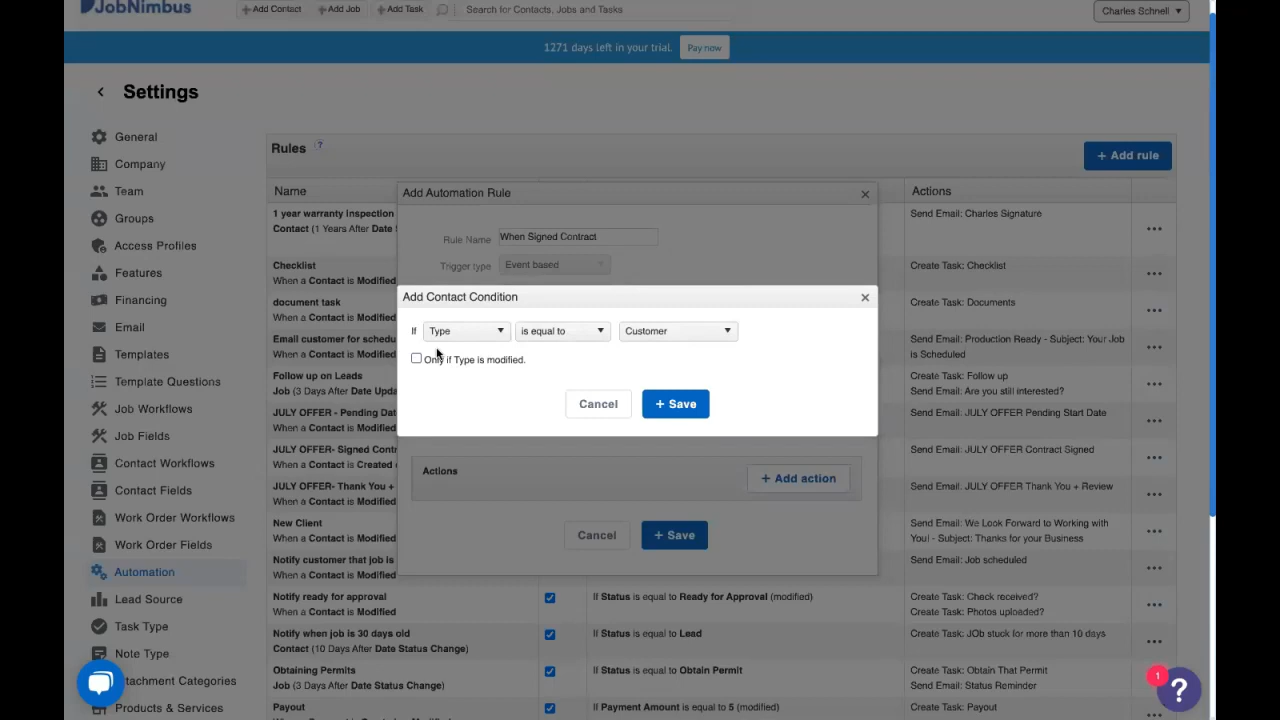 JobNimbus
+ Add Contact
+ Add Job
+ Add Task
Search for Contacts, Jobs and Tasks
Charles Schnell
1271 days left in your trial.
Pay now
Settings
General
Company
Team
Groups
Access Profiles
Features
Financing
Email
Templates
Template Questions
Job Workflows
Job Fields
Contact Workflows
Contact Fields
Work Order Workflows
Work Order Fields
Automation
Lead Source
Task Type
Note Type
ttachment Categories
Products & Services
Rules ?
+ Add rule
Name
Actions
1 year warranty inspection
Contact (1 Years After Date
Send Email: Charles Signature
Checklist
When a Contact is Modified
Create Task: Checklist
document task
When a Contact is Modified
Create Task: Documents
Email customer for schedu
When a Contact is Modified
Send Email: Production Ready - Subject: Your Job
is Scheduled
Follow up on Leads
Job (3 Days After Date Upda
Create Task: Follow up
Send Email: Are you still interested?
JULY OFFER - Pending Dat
When a Contact is Modified
Send Email: JULY OFFER Pending Start Date
JULY OFFER- Signed Contr
When a Contact is Created o
Send Email: JULY OFFER Contract Signed
JULY OFFER- Thank You +
When a Contact is Modified
Send Email: JULY OFFER Thank You + Review
New Client
When a Contact is Modified
Send Email: We Look Forward to Working with
You! - Subject: Thanks for your Business
Notify customer that job is
When a Contact is Modified
Send Email: Job scheduled
Notify ready for approval
When a Contact is Modified
If Status is equal to Ready for Approval (modified)
Create Task: Check received?
Create Task: Photos uploaded?
Notify when job is 30 days old
Contact (10 Days After Date Status Change)
If Status is equal to Lead
Create Task: JOb stuck for more than 10 days
Obtaining Permits
Job (3 Days After Date Status Change)
If Status is equal to Obtain Permit
Create Task: Obtain That Permit
Send Email: Status Reminder
Payout
If Payment Amount is equal to 5 (modified)
Create Task: Payout
Add Automation Rule
Rule Name
When Signed Contract
Trigger type
Event based
Add Contact Condition
If
Type
is equal to
Customer
Only if Type is modified.
Cancel
+ Save
Actions
+ Add action
Cancel
+ Save
1
?